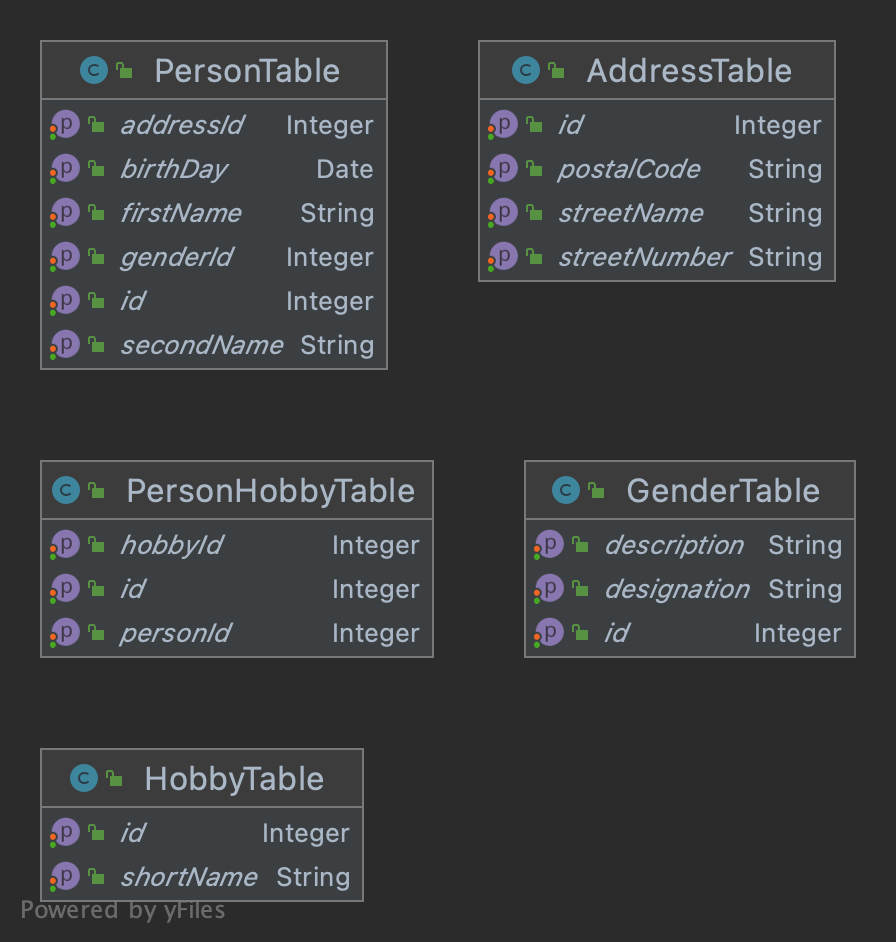 PersonTable
addressId Integer
birthDay Date
firstName String
genderId Integer
id Integer
secondName String
AddressTable
id Integer
postalCode String
streetName String
streetNumber String
PersonHobbyTable
hobbyId Integer
id Integer
personId Integer
GenderTable
description String
designation String
id Integer
HobbyTable
id Integer
shortName String
Powered by yFiles